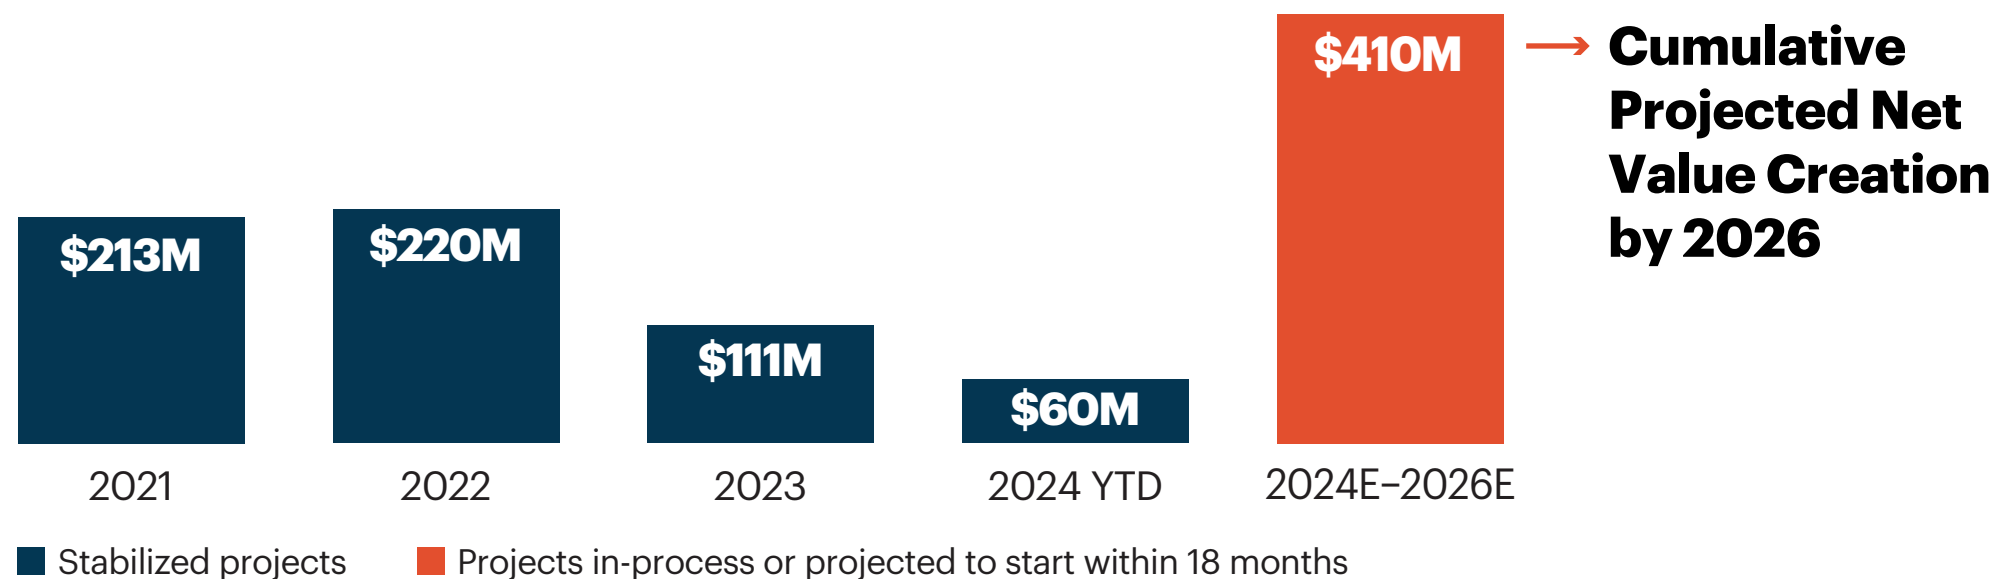 $410M
Cumulative
Projected Net
Value Creation
by 2026
$213M
$220M
$111M
$60M
2021
2022
2023
2024 YTD
2024E–2026E
Stabilized projects
Projects in-process or projected to start within 18 months